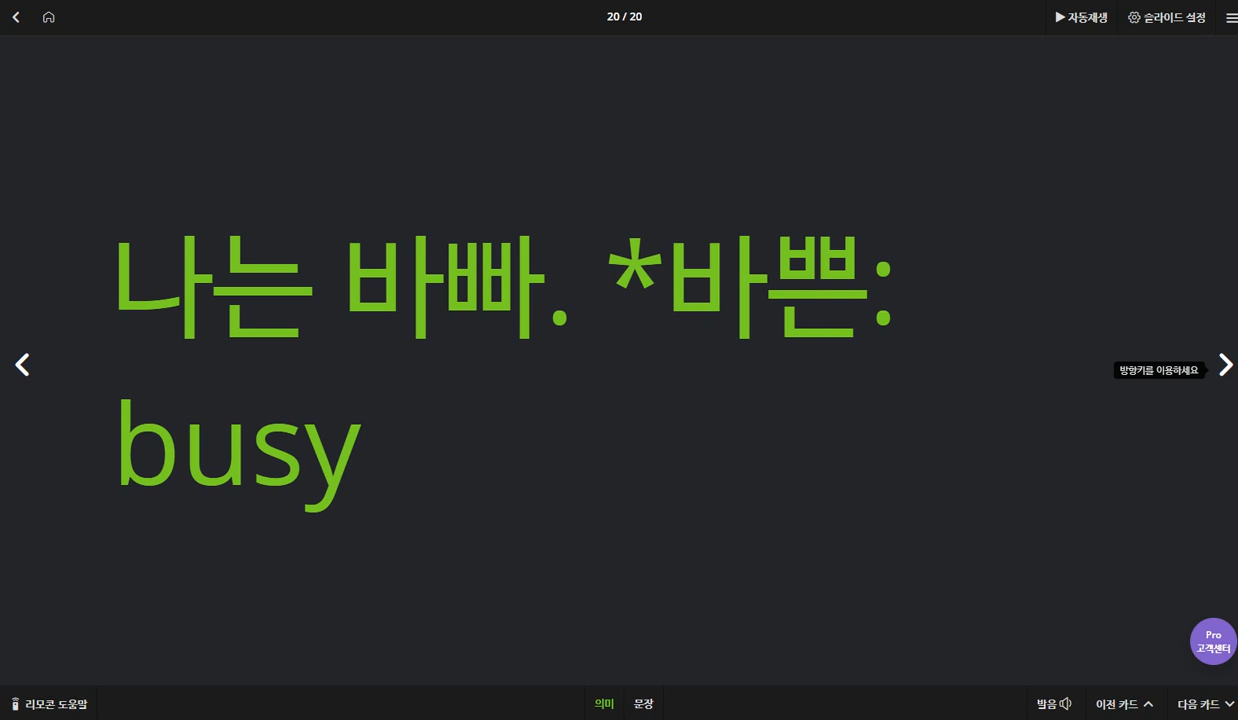 20 / 20
자동재생
슬라이드 설정
나는 바빠. *바쁜:
busy
방향키를 이용하세요
Pro
고객센터
리모콘 도움말
의미
문장
발음
이전 카드
다음 카드